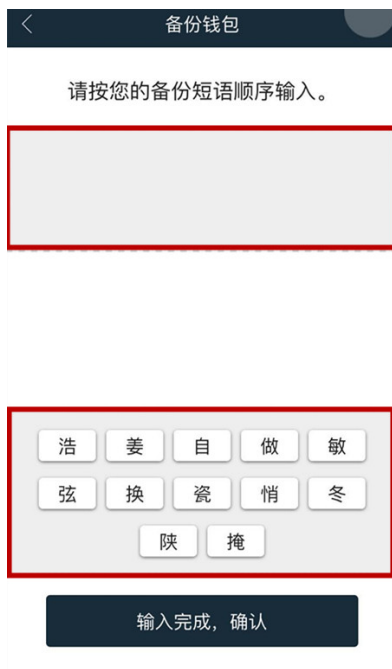 备份钱包
请按您的备份短语顺序输入。
浩 姜 自 做 敏
弦 换 瓷 悄 冬
陕 掩
输入完成，确认